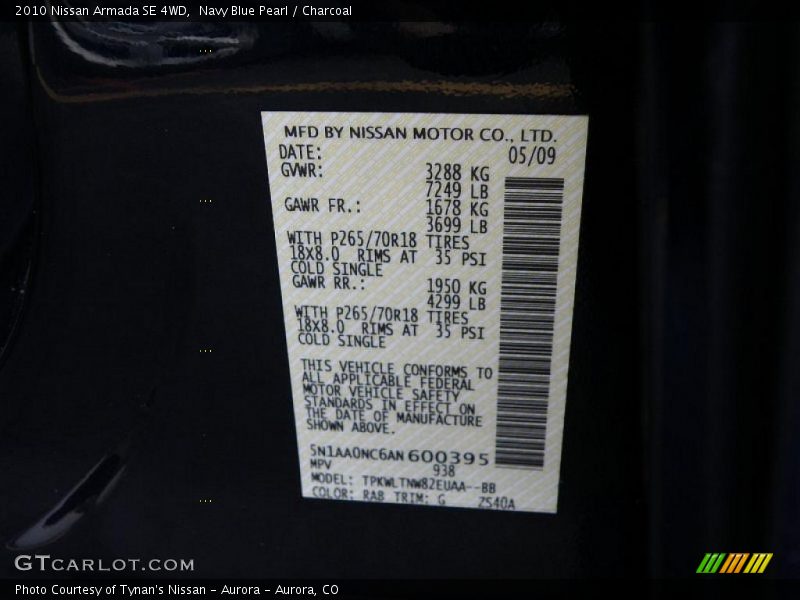 2010 Nissan Armada SE 4WD,  Navy Blue Pearl / Charcoal
MFD BY NISSAN MOTOR CO., LTD.
DATE: 05/09
GVWR: 3288 KG
7249 LB
GAWR FR.: 1678 KG
3699 LB
WITH P265/70R18 TIRES
18X8.0 RIMS AT 35 PSI
COLD SINGLE
GAWR RR.: 1950 KG
4299 LB
WITH P265/70R18 TIRES
18X8.0 RIMS AT 35 PSI
COLD SINGLE
THIS VEHICLE CONFORMS TO
ALL APPLICABLE FEDERAL
MOTOR VEHICLE SAFETY
STANDARDS IN EFFECT ON
THE DATE OF MANUFACTURE
SHOWN ABOVE.
5N1AA0NC6AN600395
MPV 938
MODEL: TPKWLTNW82EUAA--BB
COLOR: RAB TRIM: G ZS40A
GTCARLOT.COM
Photo Courtesy of Tynan's Nissan - Aurora - Aurora, CO